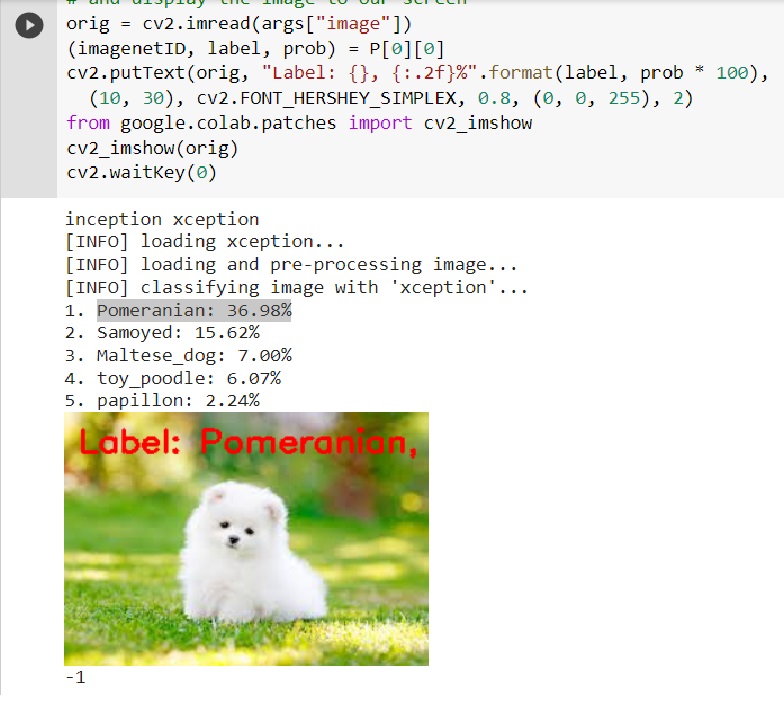 # and display the image to our screen
orig = cv2.imread(args["image"])
(imagenetID, label, prob) = P[0][0]
cv2.putText(orig, "Label: {}, {:.2f}%".format(label, prob * 100),
(10, 30), cv2.FONT_HERSHEY_SIMPLEX, 0.8, (0, 0, 255), 2)
from google.colab.patches import cv2_imshow
cv2_imshow(orig)
cv2.waitKey(0)
inception xception
[INFO] loading xception...
[INFO] loading and pre-processing image...
[INFO] classifying image with 'xception'...
1. Pomeranian: 36.98%
2. Samoyed: 15.62%
3. Maltese_dog: 7.00%
4. toy_poodle: 6.07%
5. papillon: 2.24%
Label: Pomeranian,
-1